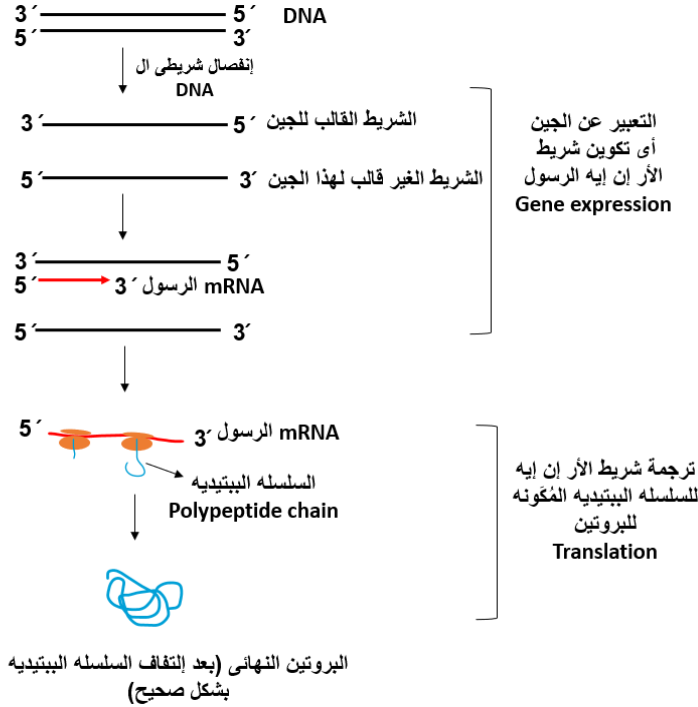 3´ 5´ DNA
5´ 3´
إنفصال شريطى ال
DNA
3´ 5´ الشريط القالب للجين
5´ 3´ الشريط الغير قالب لهذا الجين
التعبير عن الجين
أى تكوين شريط
الأر إن إيه الرسول
Gene expression
3´ 5´
5´ 3´ الرسول mRNA
5´ 3´
5´ 3´ الرسول mRNA
السلسله الببتيديه
Polypeptide chain
ترجمة شريط الأر إن إيه
للسلسله الببتيديه المُكَونه
للبروتين
Translation
البروتين النهائى (بعد إلتفاف السلسله الببتيديه
بشكل صحيح)